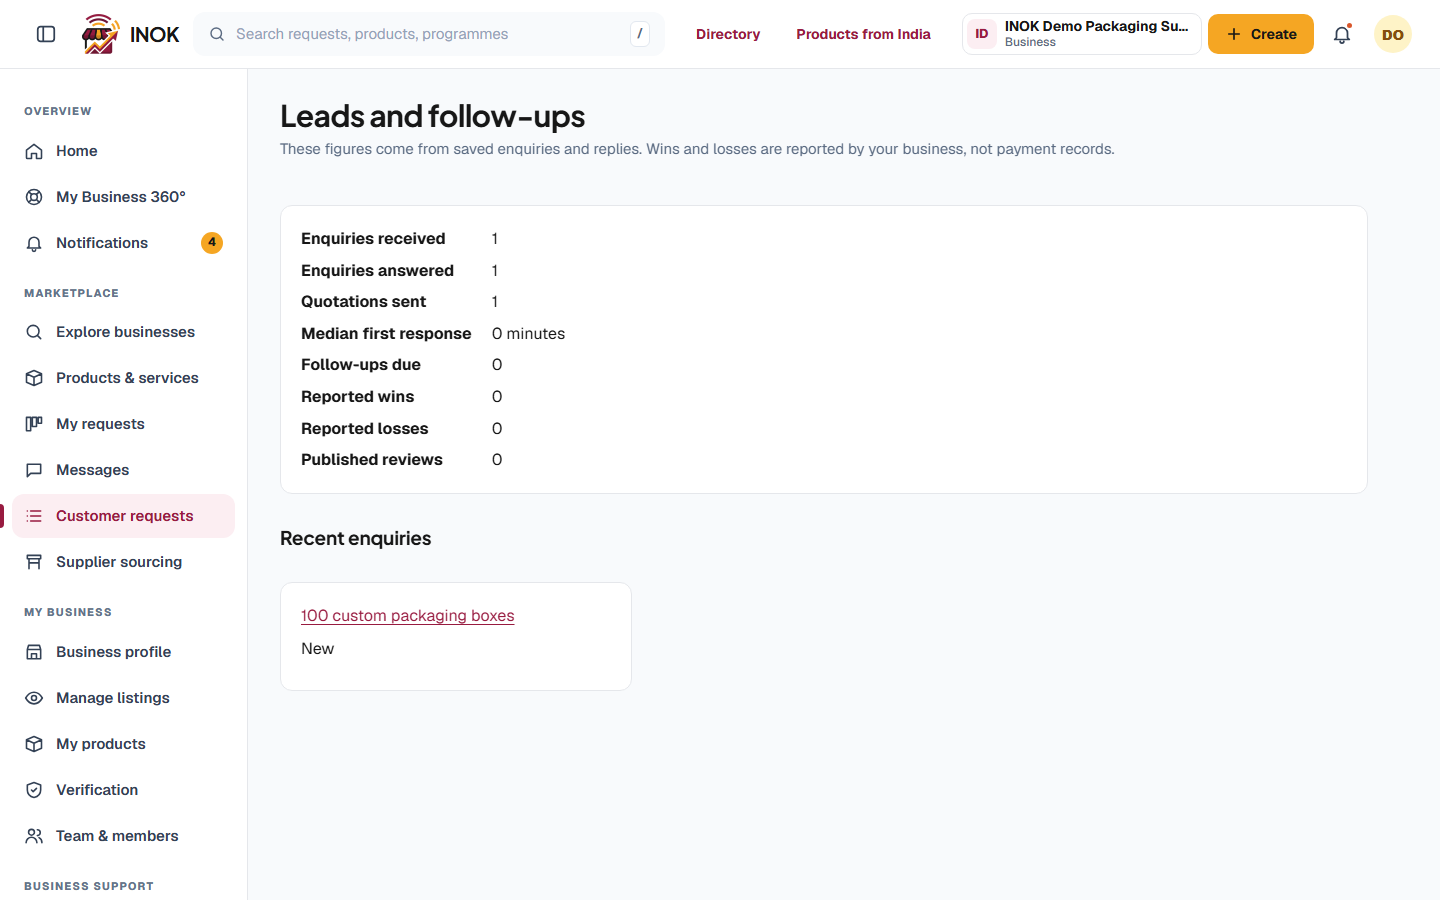 INOK
Search requests, products, programmes
/
Directory
Products from India
ID
INOK Demo Packaging Su...
Business
Create
DO
OVERVIEW
Home
My Business 360°
Notifications
4
MARKETPLACE
Explore businesses
Products & services
My requests
Messages
Customer requests
Supplier sourcing
MY BUSINESS
Business profile
Manage listings
My products
Verification
Team & members
BUSINESS SUPPORT
Leads and follow-ups
These figures come from saved enquiries and replies. Wins and losses are reported by your business, not payment records.
Enquiries received 1
Enquiries answered 1
Quotations sent 1
Median first response 0 minutes
Follow-ups due 0
Reported wins 0
Reported losses 0
Published reviews 0
Recent enquiries
100 custom packaging boxes
New